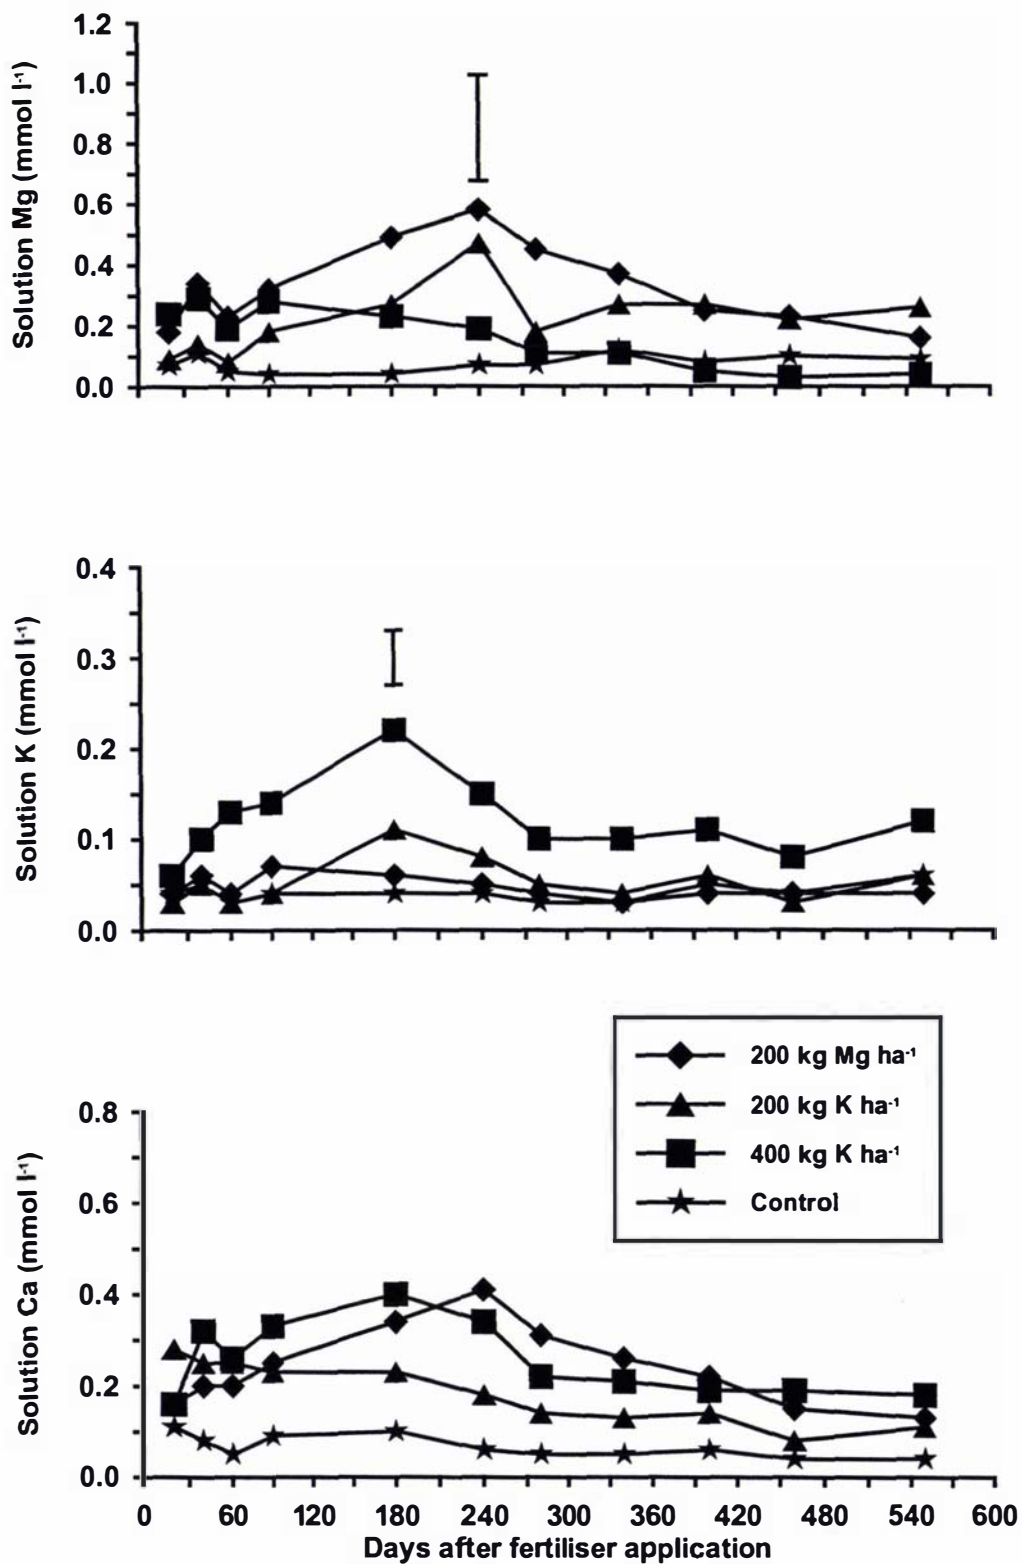 1.2
1.0
0.8
0.6
0.4
0.2
0.0
Solution Mg (mmol l⁻¹)
0.4
0.3
0.2
0.1
0.0
Solution K (mmol l⁻¹)
200 kg Mg ha⁻¹
200 kg K ha⁻¹
400 kg K ha⁻¹
Control
0.8
0.6
0.4
0.2
0.0
Solution Ca (mmol l⁻¹)
0 60 120 180 240 300 360 420 480 540 600
Days after fertiliser application